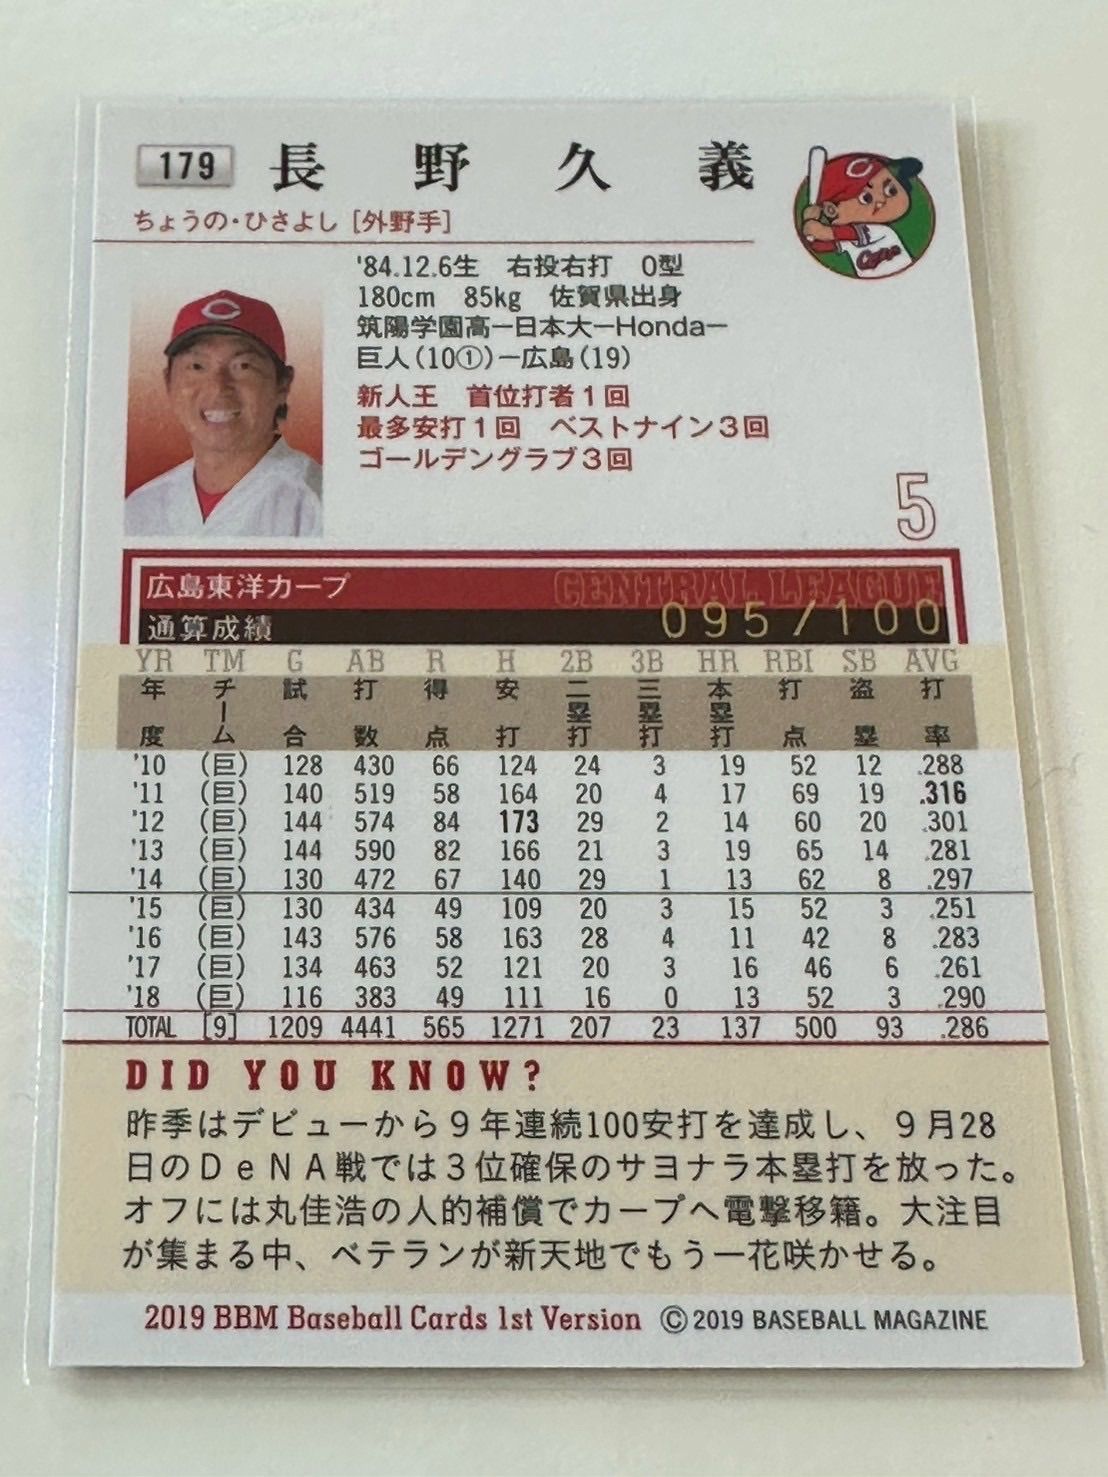 179 長野久義
ちょうの・ひさよし [外野手]
'84.12.6生 右投右打 O型
180cm 85kg 佐賀県出身
筑陽学園高ー日本大ーHondaー
巨人(10①)ー広島(19)
新人王 首位打者1回
最多安打1回 ベストナイン3回
ゴールデングラブ3回
5
広島東洋カープ CENTRAL LEAGUE
通算成績 095/100
YR TM G AB R H 2B 3B HR RBI SB AVG
年度 チーム 試合 打数 得点 安打 二塁打 三塁打 本塁打 打点 盗塁 打率
'10 (巨) 128 430 66 124 24 3 19 52 12 .288
'11 (巨) 140 519 58 164 20 4 17 69 19 .316
'12 (巨) 144 574 84 173 29 2 14 60 20 .301
'13 (巨) 144 590 82 166 21 3 19 65 14 .281
'14 (巨) 130 472 67 140 29 1 13 62 8 .297
'15 (巨) 130 434 49 109 20 3 15 52 3 .251
'16 (巨) 143 576 58 163 28 4 11 42 8 .283
'17 (巨) 134 463 52 121 20 3 16 46 6 .261
'18 (巨) 116 383 49 111 16 0 13 52 3 .290
TOTAL [9] 1209 4441 565 1271 207 23 137 500 93 .286
DID YOU KNOW?
昨季はデビューから9年連続100安打を達成し、9月28
日のDeNA戦では3位確保のサヨナラ本塁打を放った。
オフには丸佳浩の人的補償でカープへ電撃移籍。大注目
が集まる中、ベテランが新天地でもう一花咲かせる。
2019 BBM Baseball Cards 1st Version © 2019 BASEBALL MAGAZINE